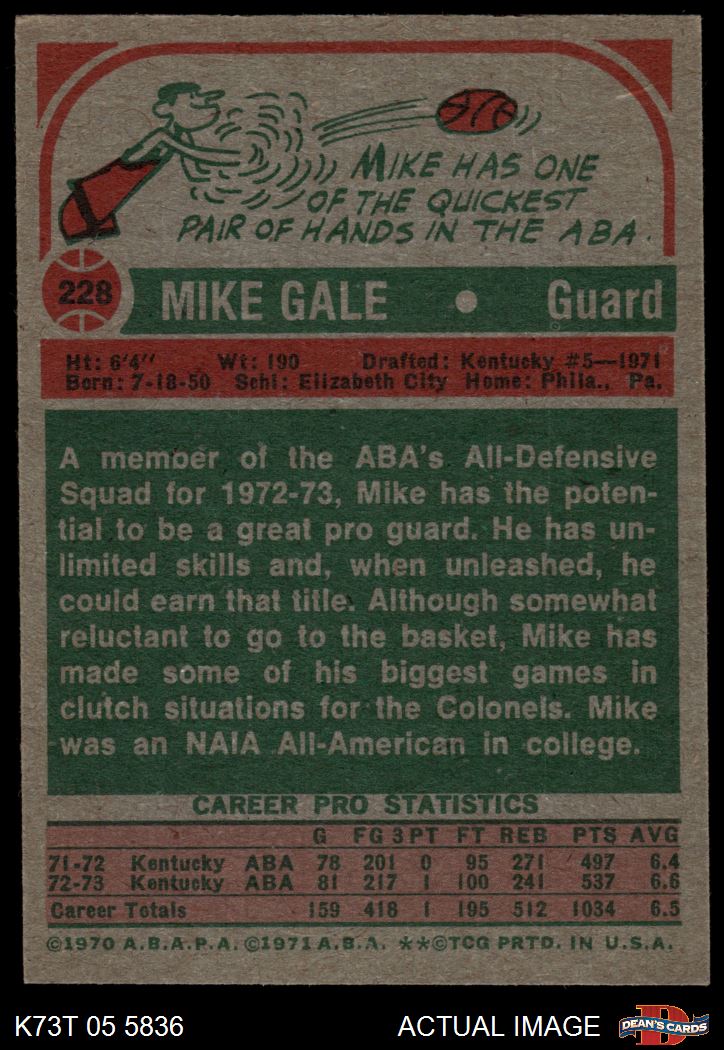 MIKE HAS ONE
OF THE QUICKEST
PAIR OF HANDS IN THE ABA.
228 MIKE GALE • Guard
Ht: 6'4" Wt: 190 Drafted: Kentucky #5—1971
Born: 7-18-50 Schl: Elizabeth City Home: Phila., Pa.
A member of the ABA's All-Defensive
Squad for 1972-73, Mike has the poten-
tial to be a great pro guard. He has un-
limited skills and, when unleashed, he
could earn that title. Although somewhat
reluctant to go to the basket, Mike has
made some of his biggest games in
clutch situations for the Colonels. Mike
was an NAIA All-American in college.
CAREER PRO STATISTICS
G FG 3PT FT REB PTS AVG
71-72 Kentucky ABA 78 201 0 95 271 497 6.4
72-73 Kentucky ABA 81 217 1 100 241 537 6.6
Career Totals 159 418 1 195 512 1034 6.5
©1970 A.B.A.P.A. ©1971 A.B.A. **©TCG PRTD. IN U.S.A.
K73T 05 5836 ACTUAL IMAGE D DEAN'S CARDS